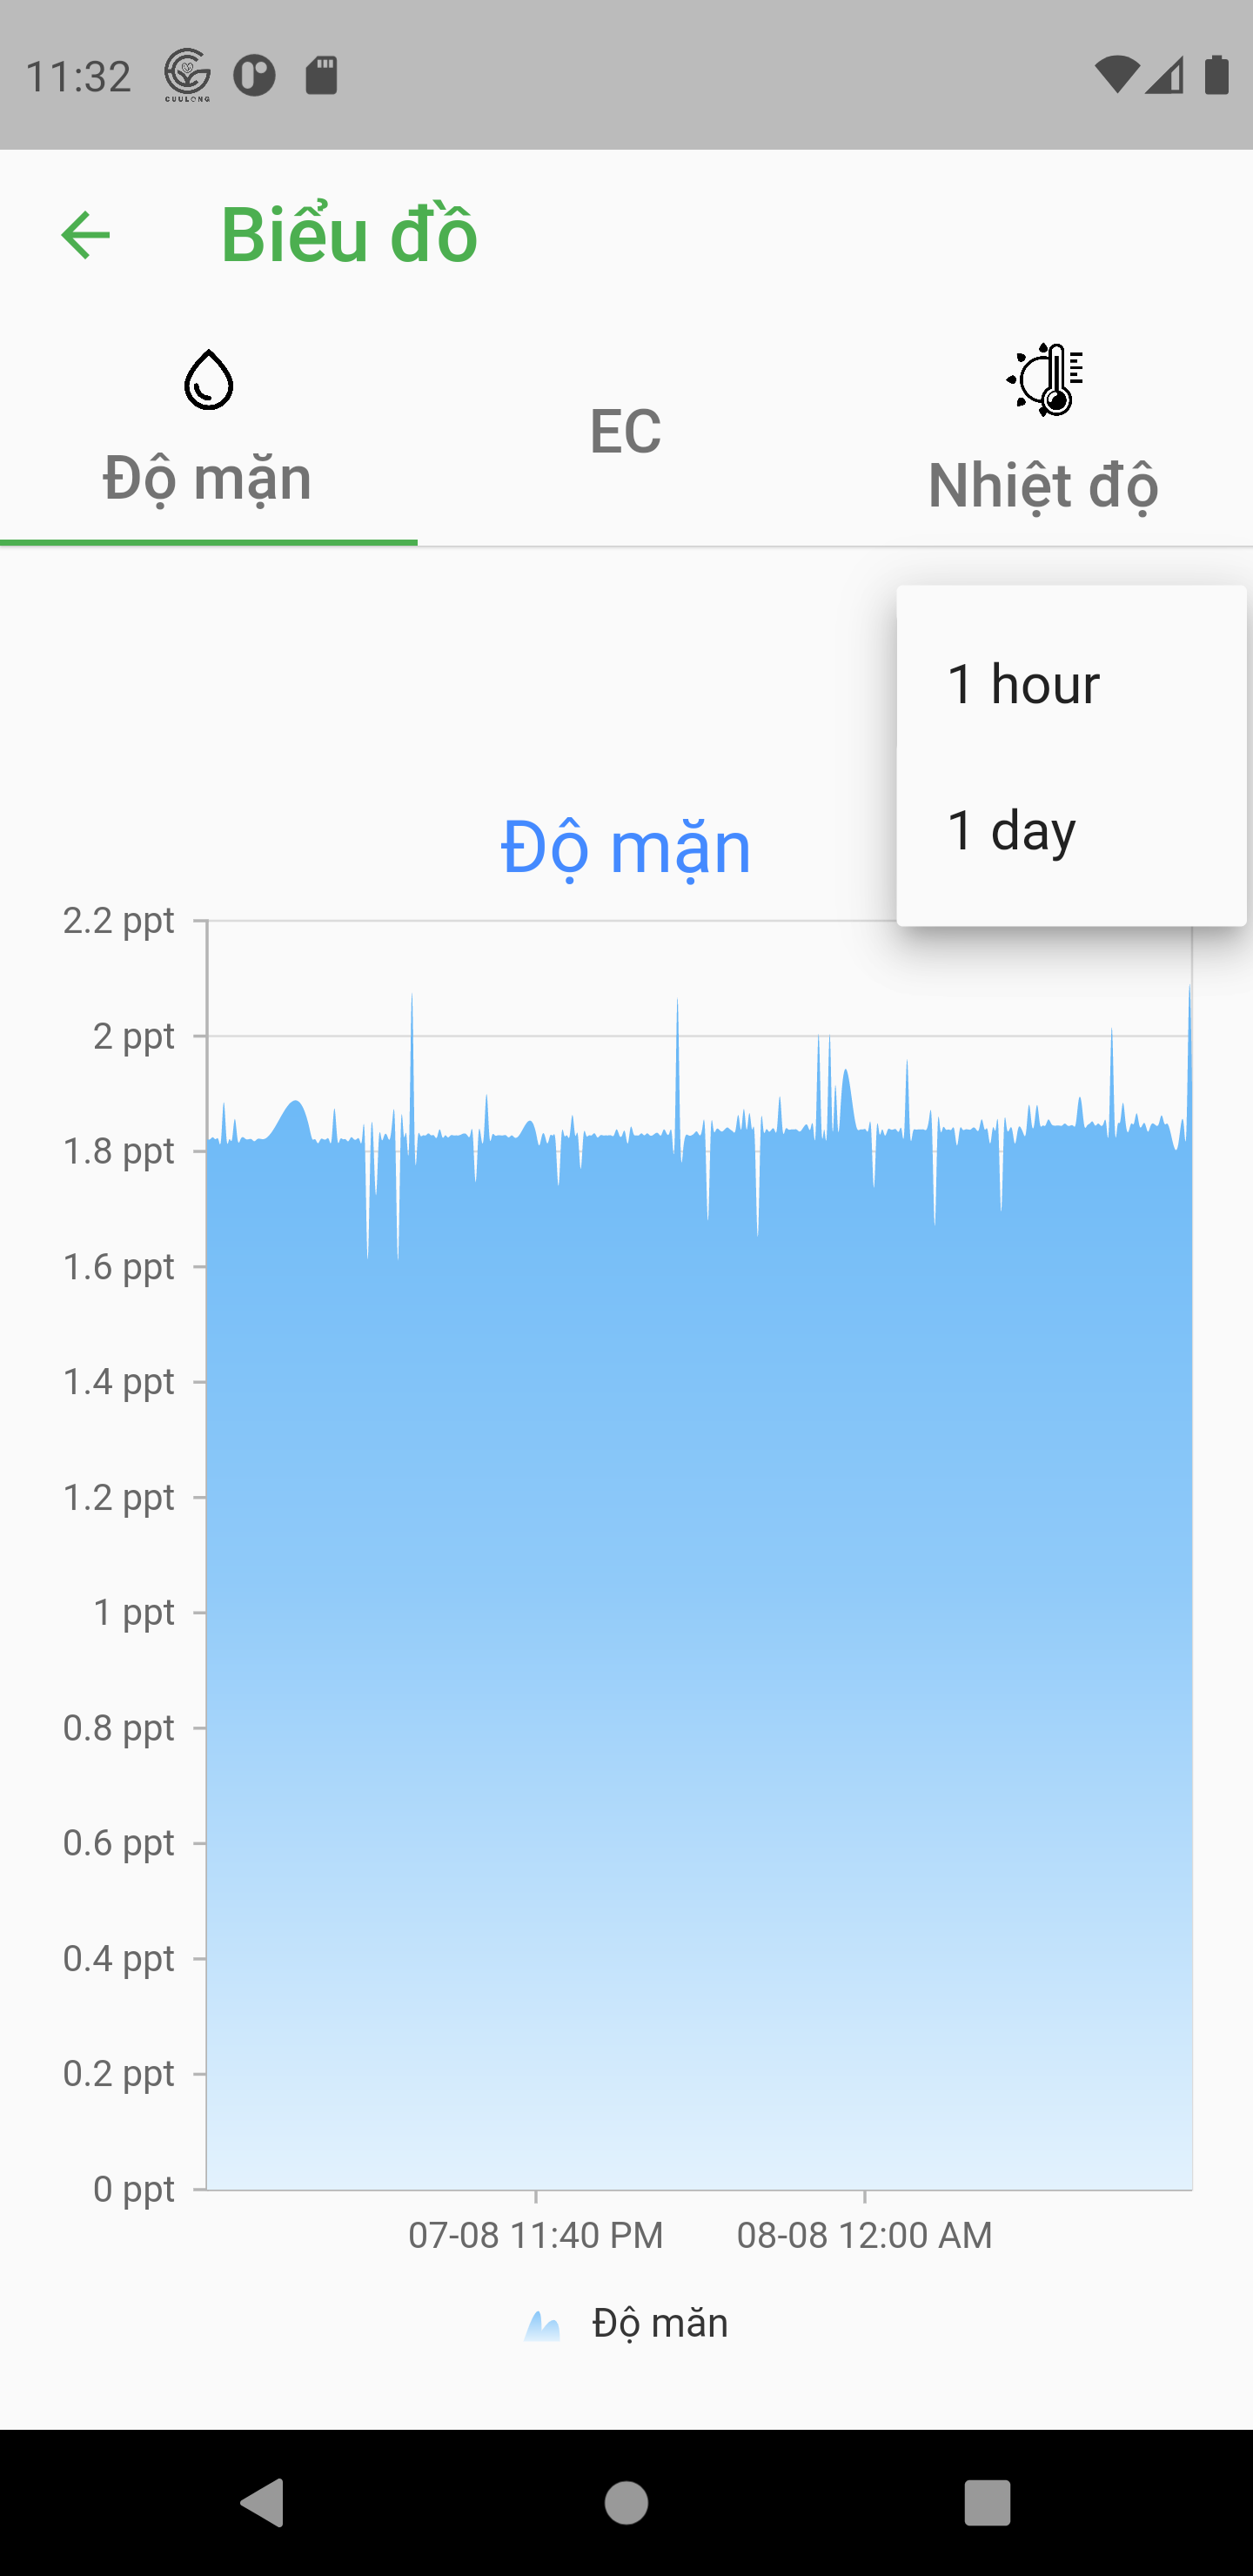 11:32
CUULONG
Biểu đồ
Độ mặn
EC
Nhiệt độ
1 hour
1 day
Độ mặn
2.2 ppt
2 ppt
1.8 ppt
1.6 ppt
1.4 ppt
1.2 ppt
1 ppt
0.8 ppt
0.6 ppt
0.4 ppt
0.2 ppt
0 ppt
07-08 11:40 PM
08-08 12:00 AM
Độ măn